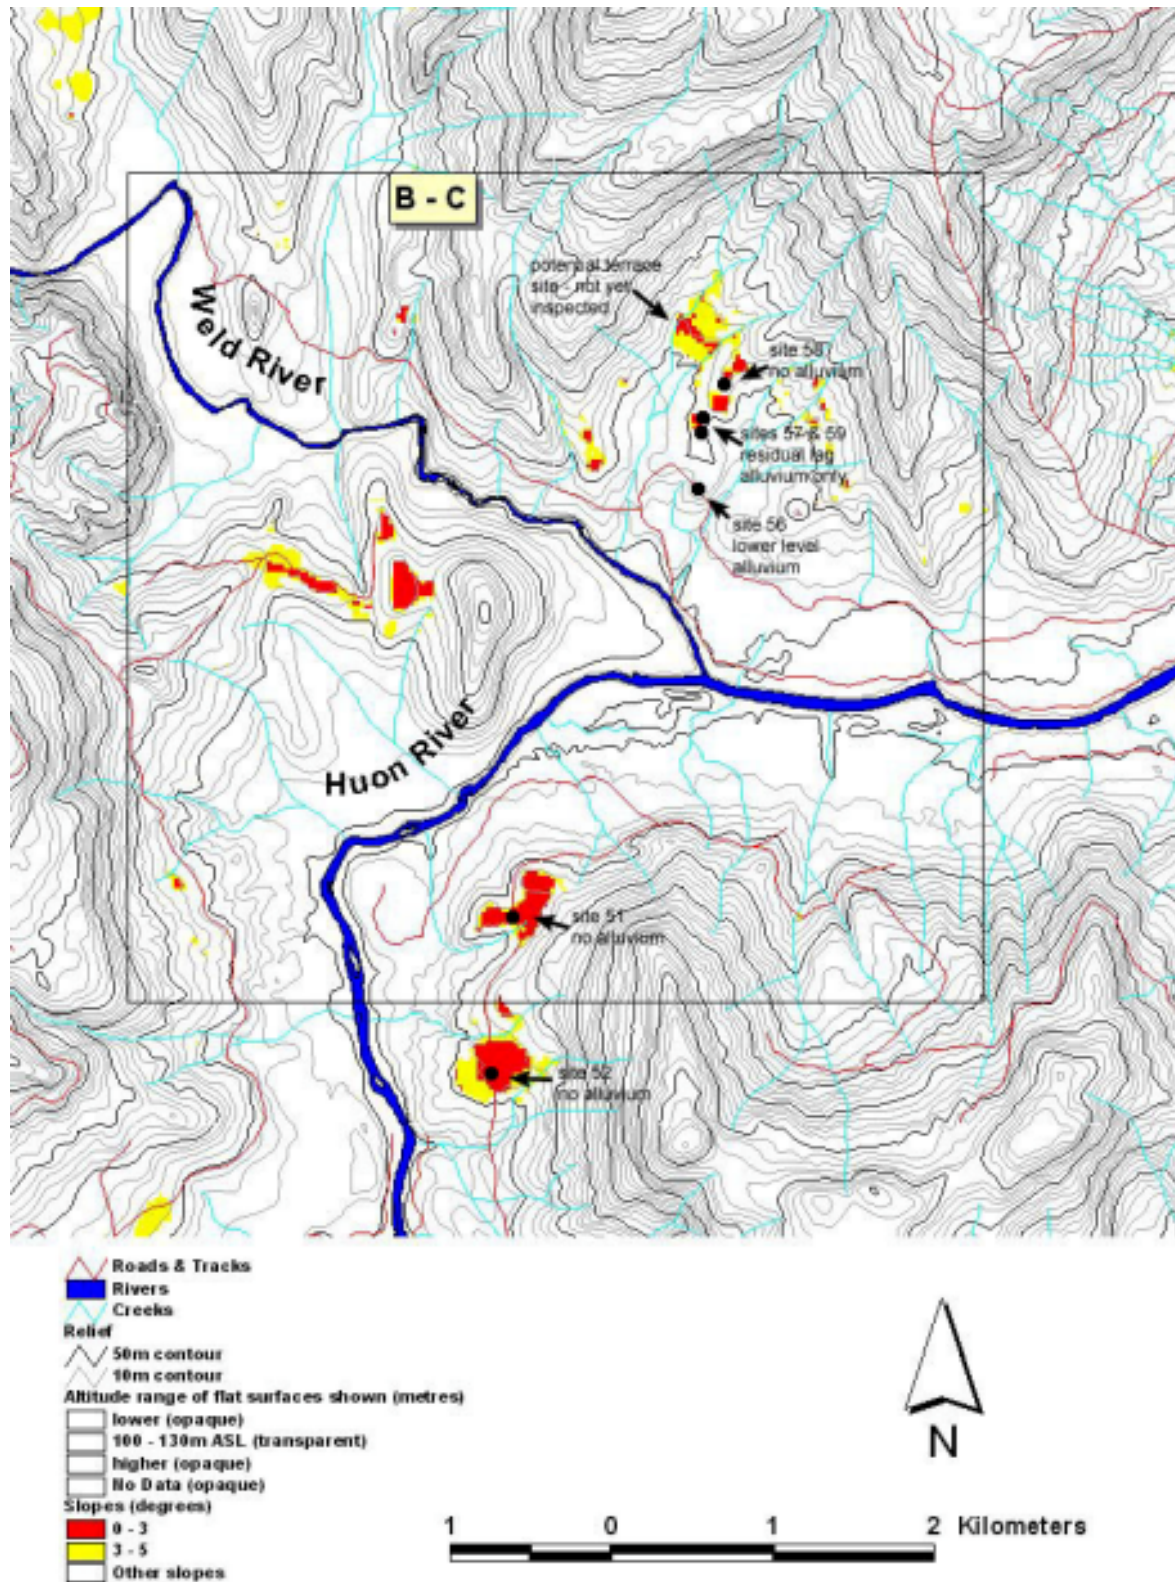 B - C
potential terrace
site - not yet
inspected
Weld River
site 58
no alluvium
sites 57 & 59
residual lag
alluvium only
site 56
lower level
alluvium
Huon River
site 51
no alluvium
site 52
no alluvium
Roads & Tracks
Rivers
Creeks
Relief
50m contour
10m contour
Altitude range of flat surfaces shown (metres)
lower (opaque)
100 - 130m ASL (transparent)
higher (opaque)
No Data (opaque)
Slopes (degrees)
0 - 3
3 - 5
Other slopes
N
1 0 1 2 Kilometers